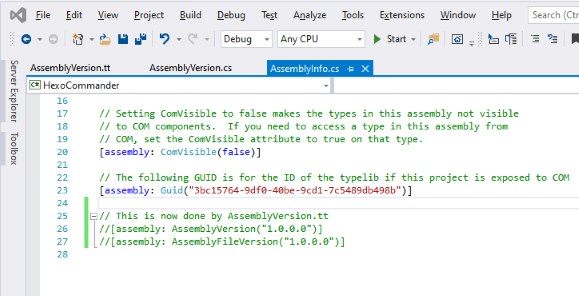 File Edit View Project Build Debug Test Analyze Tools Extensions Window Help Search (Ctrl
Debug Any CPU Start
AssemblyVersion.tt AssemblyVersion.cs AssemblyInfo.cs
C# HexoCommander
Server Explorer
Toolbox
16
17 // Setting ComVisible to false makes the types in this assembly not visible
18 // to COM components.  If you need to access a type in this assembly from
19 // COM, set the ComVisible attribute to true on that type.
20 [assembly: ComVisible(false)]
21
22 // The following GUID is for the ID of the typelib if this project is exposed to COM
23 [assembly: Guid("3bc15764-9df0-40be-9cd1-7c5489db498b")]
24
25 // This is now done by AssemblyVersion.tt
26 //[assembly: AssemblyVersion("1.0.0.0")]
27 //[assembly: AssemblyFileVersion("1.0.0.0")]
28